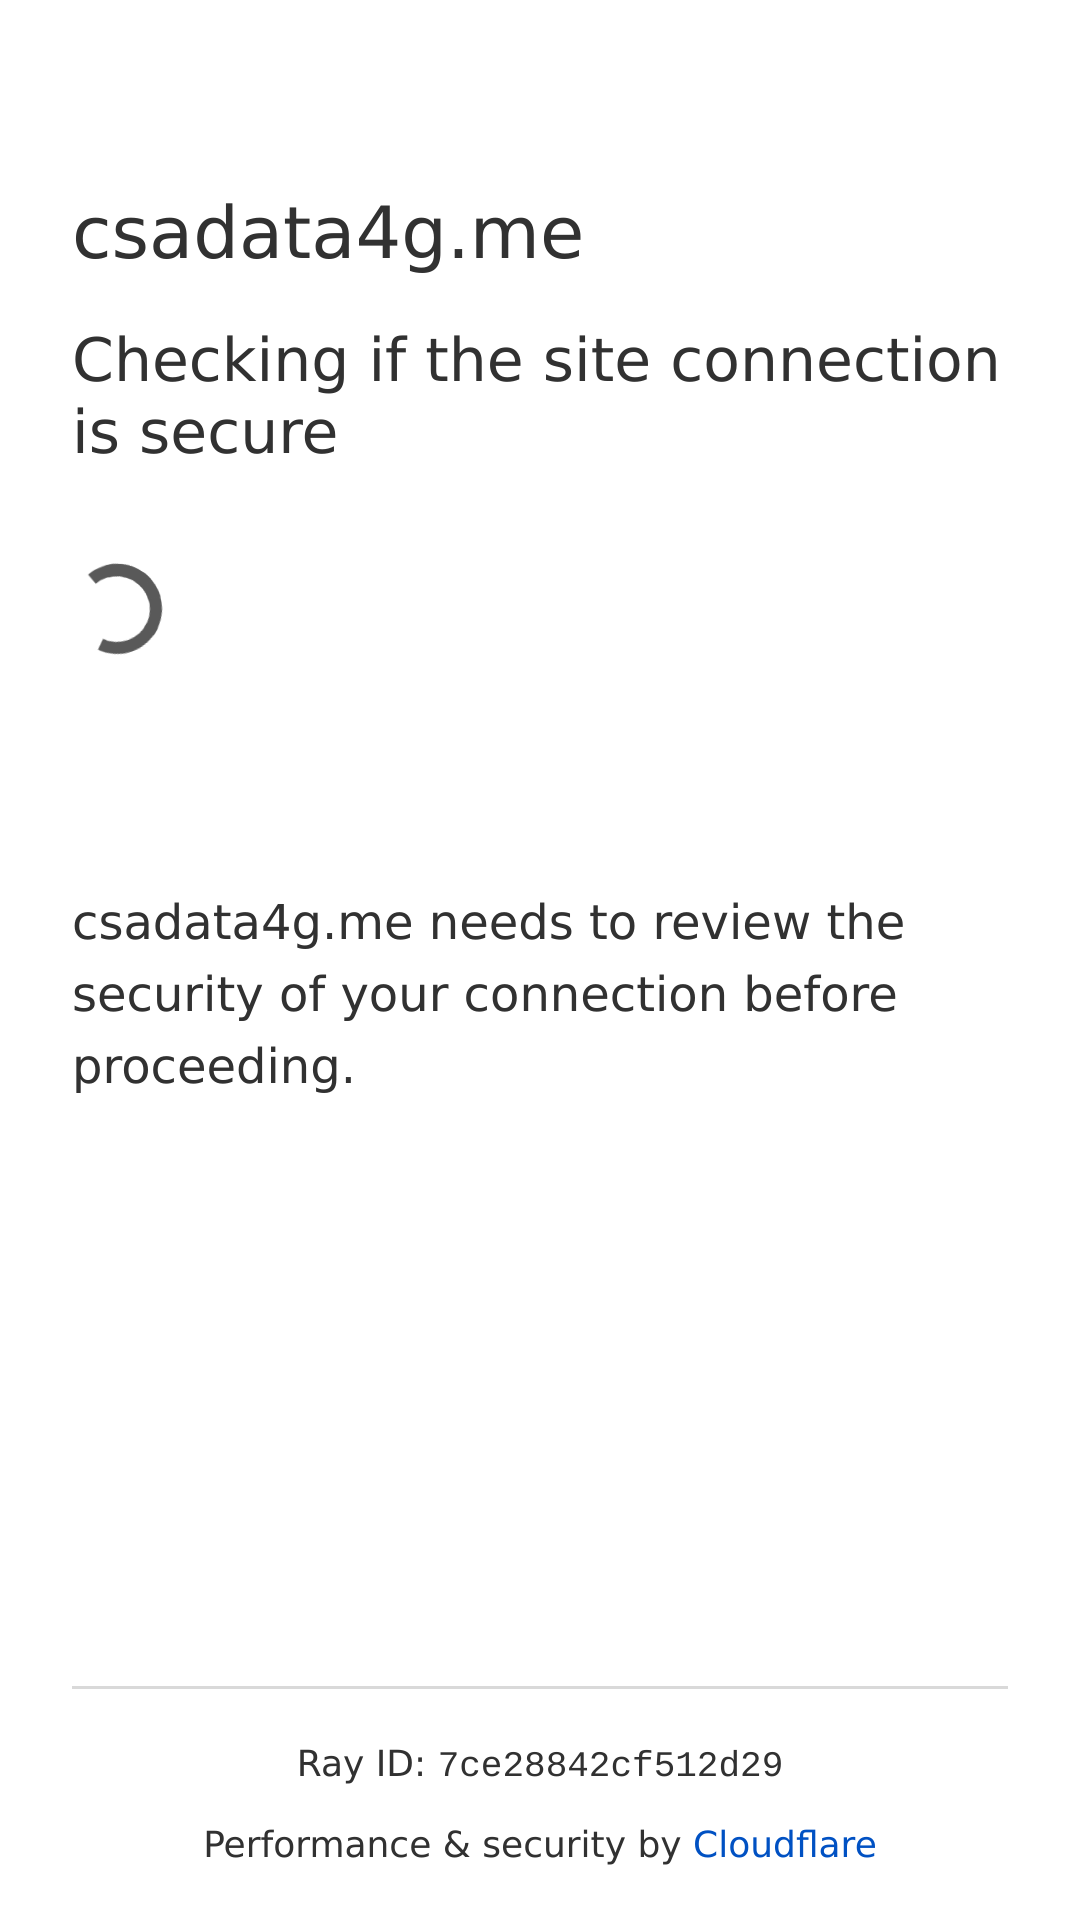 csadata4g.me
Checking if the site connection
is secure
csadata4g.me needs to review the
security of your connection before
proceeding.
Ray ID: 7ce28842cf512d29
Performance & security by Cloudflare